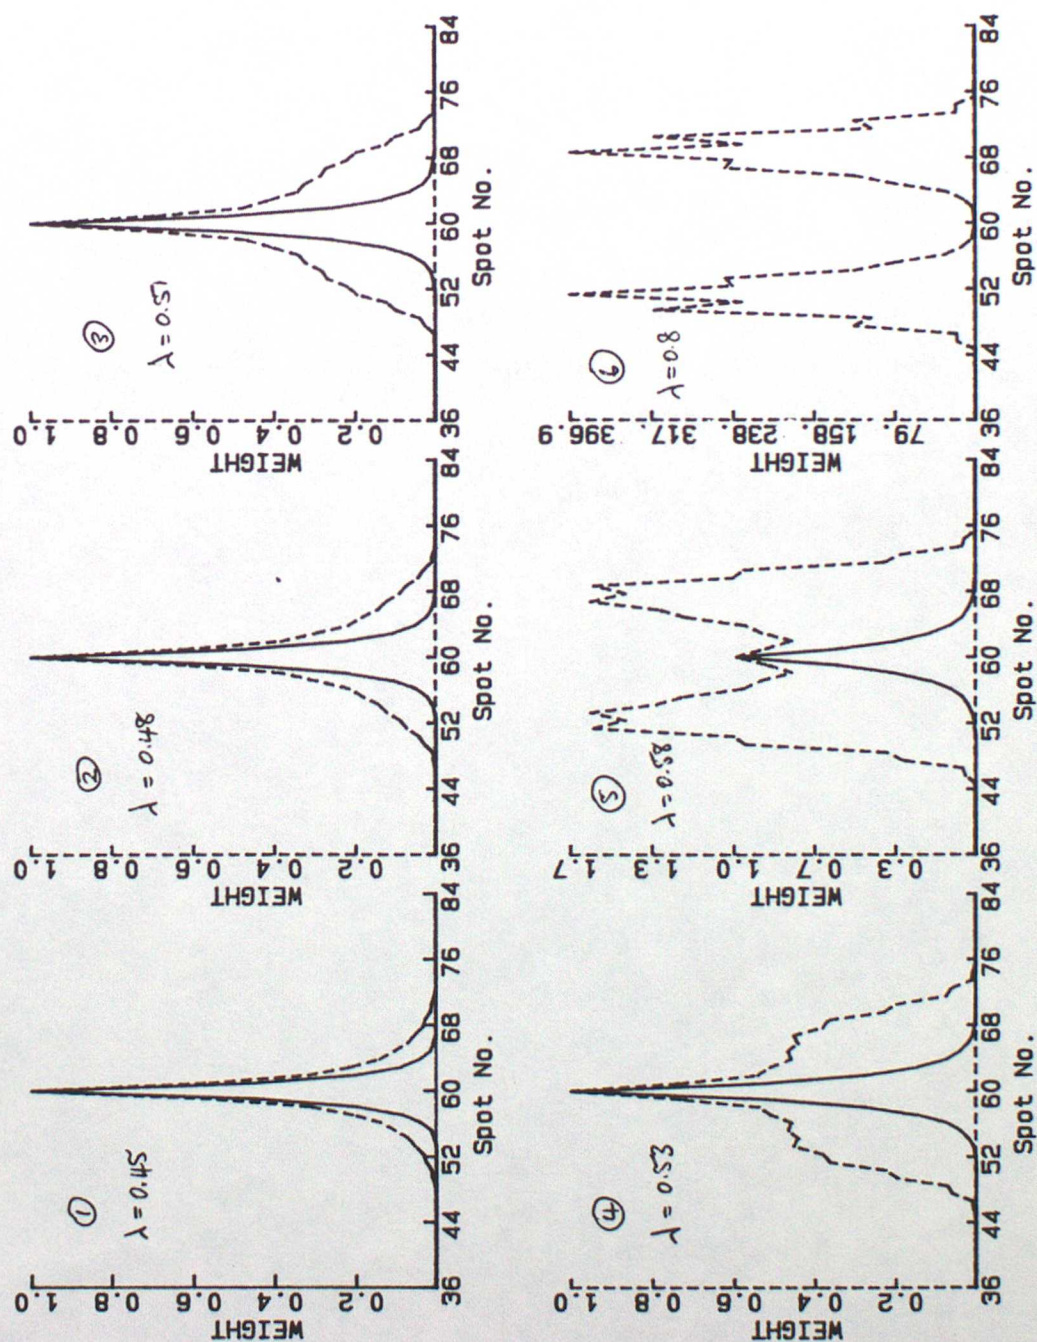 ①
λ = 0.45
WEIGHT
1.0
0.8
0.6
0.4
0.2
36 44 52 60 68 76 84
Spot No.
②
λ = 0.48
WEIGHT
1.0
0.8
0.6
0.4
0.2
36 44 52 60 68 76 84
Spot No.
③
λ = 0.51
WEIGHT
1.0
0.8
0.6
0.4
0.2
36 44 52 60 68 76 84
Spot No.
④
λ = 0.53
WEIGHT
1.0
0.8
0.6
0.4
0.2
36 44 52 60 68 76 84
Spot No.
⑤
λ = 0.58
WEIGHT
1.7
1.3
1.0
0.7
0.3
36 44 52 60 68 76 84
Spot No.
⑥
λ = 0.8
WEIGHT
396.9
317.
238.
158.
79.
36 44 52 60 68 76 84
Spot No.